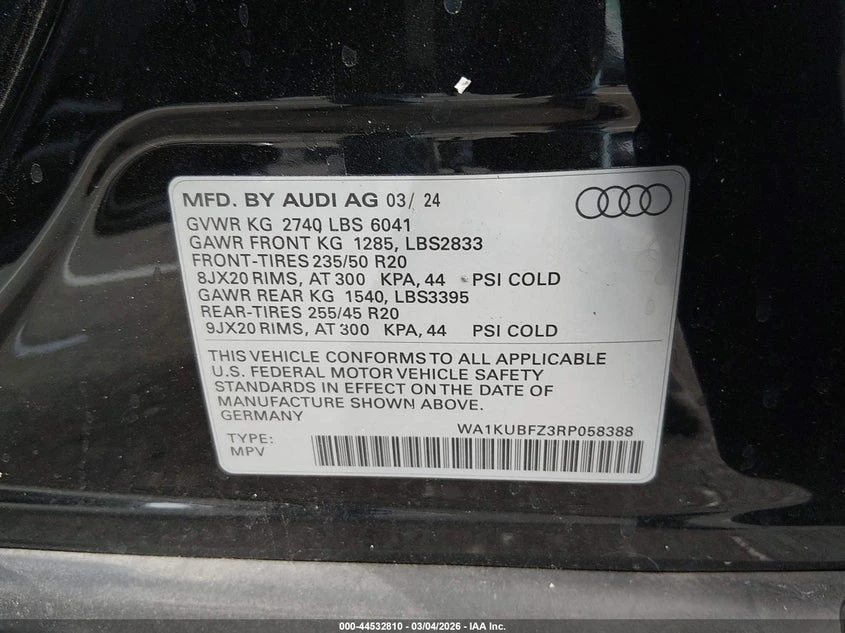 MFD. BY AUDI AG 03/ 24
GVWR KG 2740 LBS 6041
GAWR FRONT KG 1285, LBS2833
FRONT-TIRES 235/50 R20
8JX20 RIMS, AT 300 KPA, 44 PSI COLD
GAWR REAR KG 1540, LBS3395
REAR-TIRES 255/45 R20
9JX20 RIMS, AT 300 KPA, 44 PSI COLD
THIS VEHICLE CONFORMS TO ALL APPLICABLE
U.S. FEDERAL MOTOR VEHICLE SAFETY
STANDARDS IN EFFECT ON THE DATE OF
MANUFACTURE SHOWN ABOVE.
GERMANY
WA1KUBFZ3RP058388
TYPE:
MPV
000-44532810 - 03/04/2026 - IAA Inc.